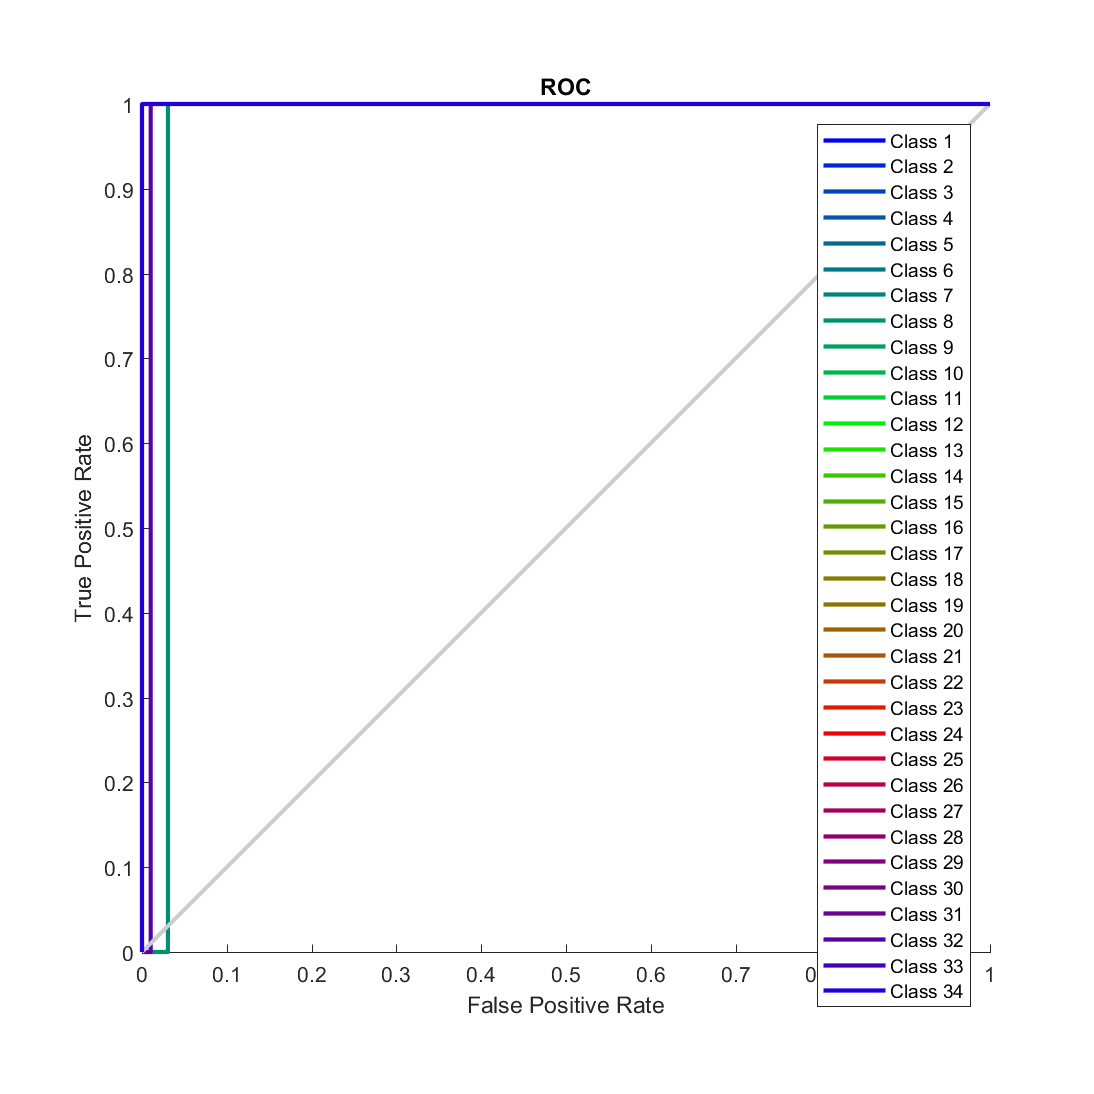 ROC
1
0.9
0.8
0.7
0.6
0.5
0.4
0.3
0.2
0.1
0
True Positive Rate
0 0.1 0.2 0.3 0.4 0.5 0.6 0.7 1
False Positive Rate
Class 1
Class 2
Class 3
Class 4
Class 5
Class 6
Class 7
Class 8
Class 9
Class 10
Class 11
Class 12
Class 13
Class 14
Class 15
Class 16
Class 17
Class 18
Class 19
Class 20
Class 21
Class 22
Class 23
Class 24
Class 25
Class 26
Class 27
Class 28
Class 29
Class 30
Class 31
Class 32
Class 33
Class 34